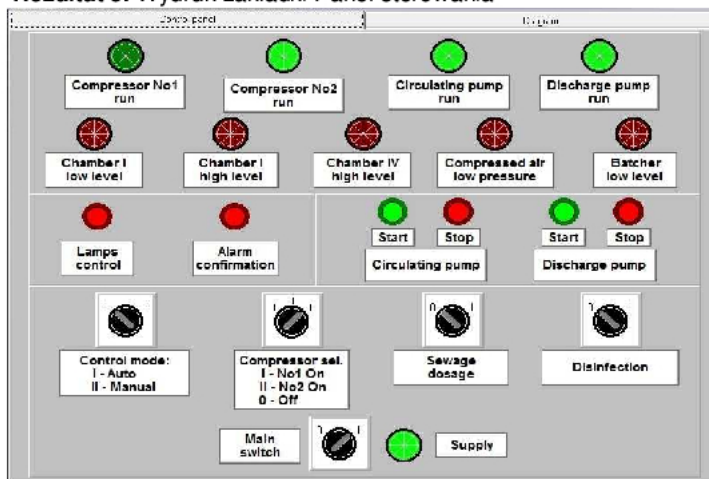 Control panel
Diagram
Compressor No1
run
Compressor No2
run
Circulating pump
run
Discharge pump
run
Chamber I
low level
Chamber I
high level
Chamber IV
high level
Compressed air
low pressure
Batcher
low level
Lamps
control
Alarm
confirmation
Start
Stop
Circulating pump
Start
Stop
Discharge pump
Control mode:
I - Auto
II - Manual
Compressor sel.
I - No1 On
II - No2 On
0 - Off
Sewage
dosage
Disinfection
Main
switch
Supply